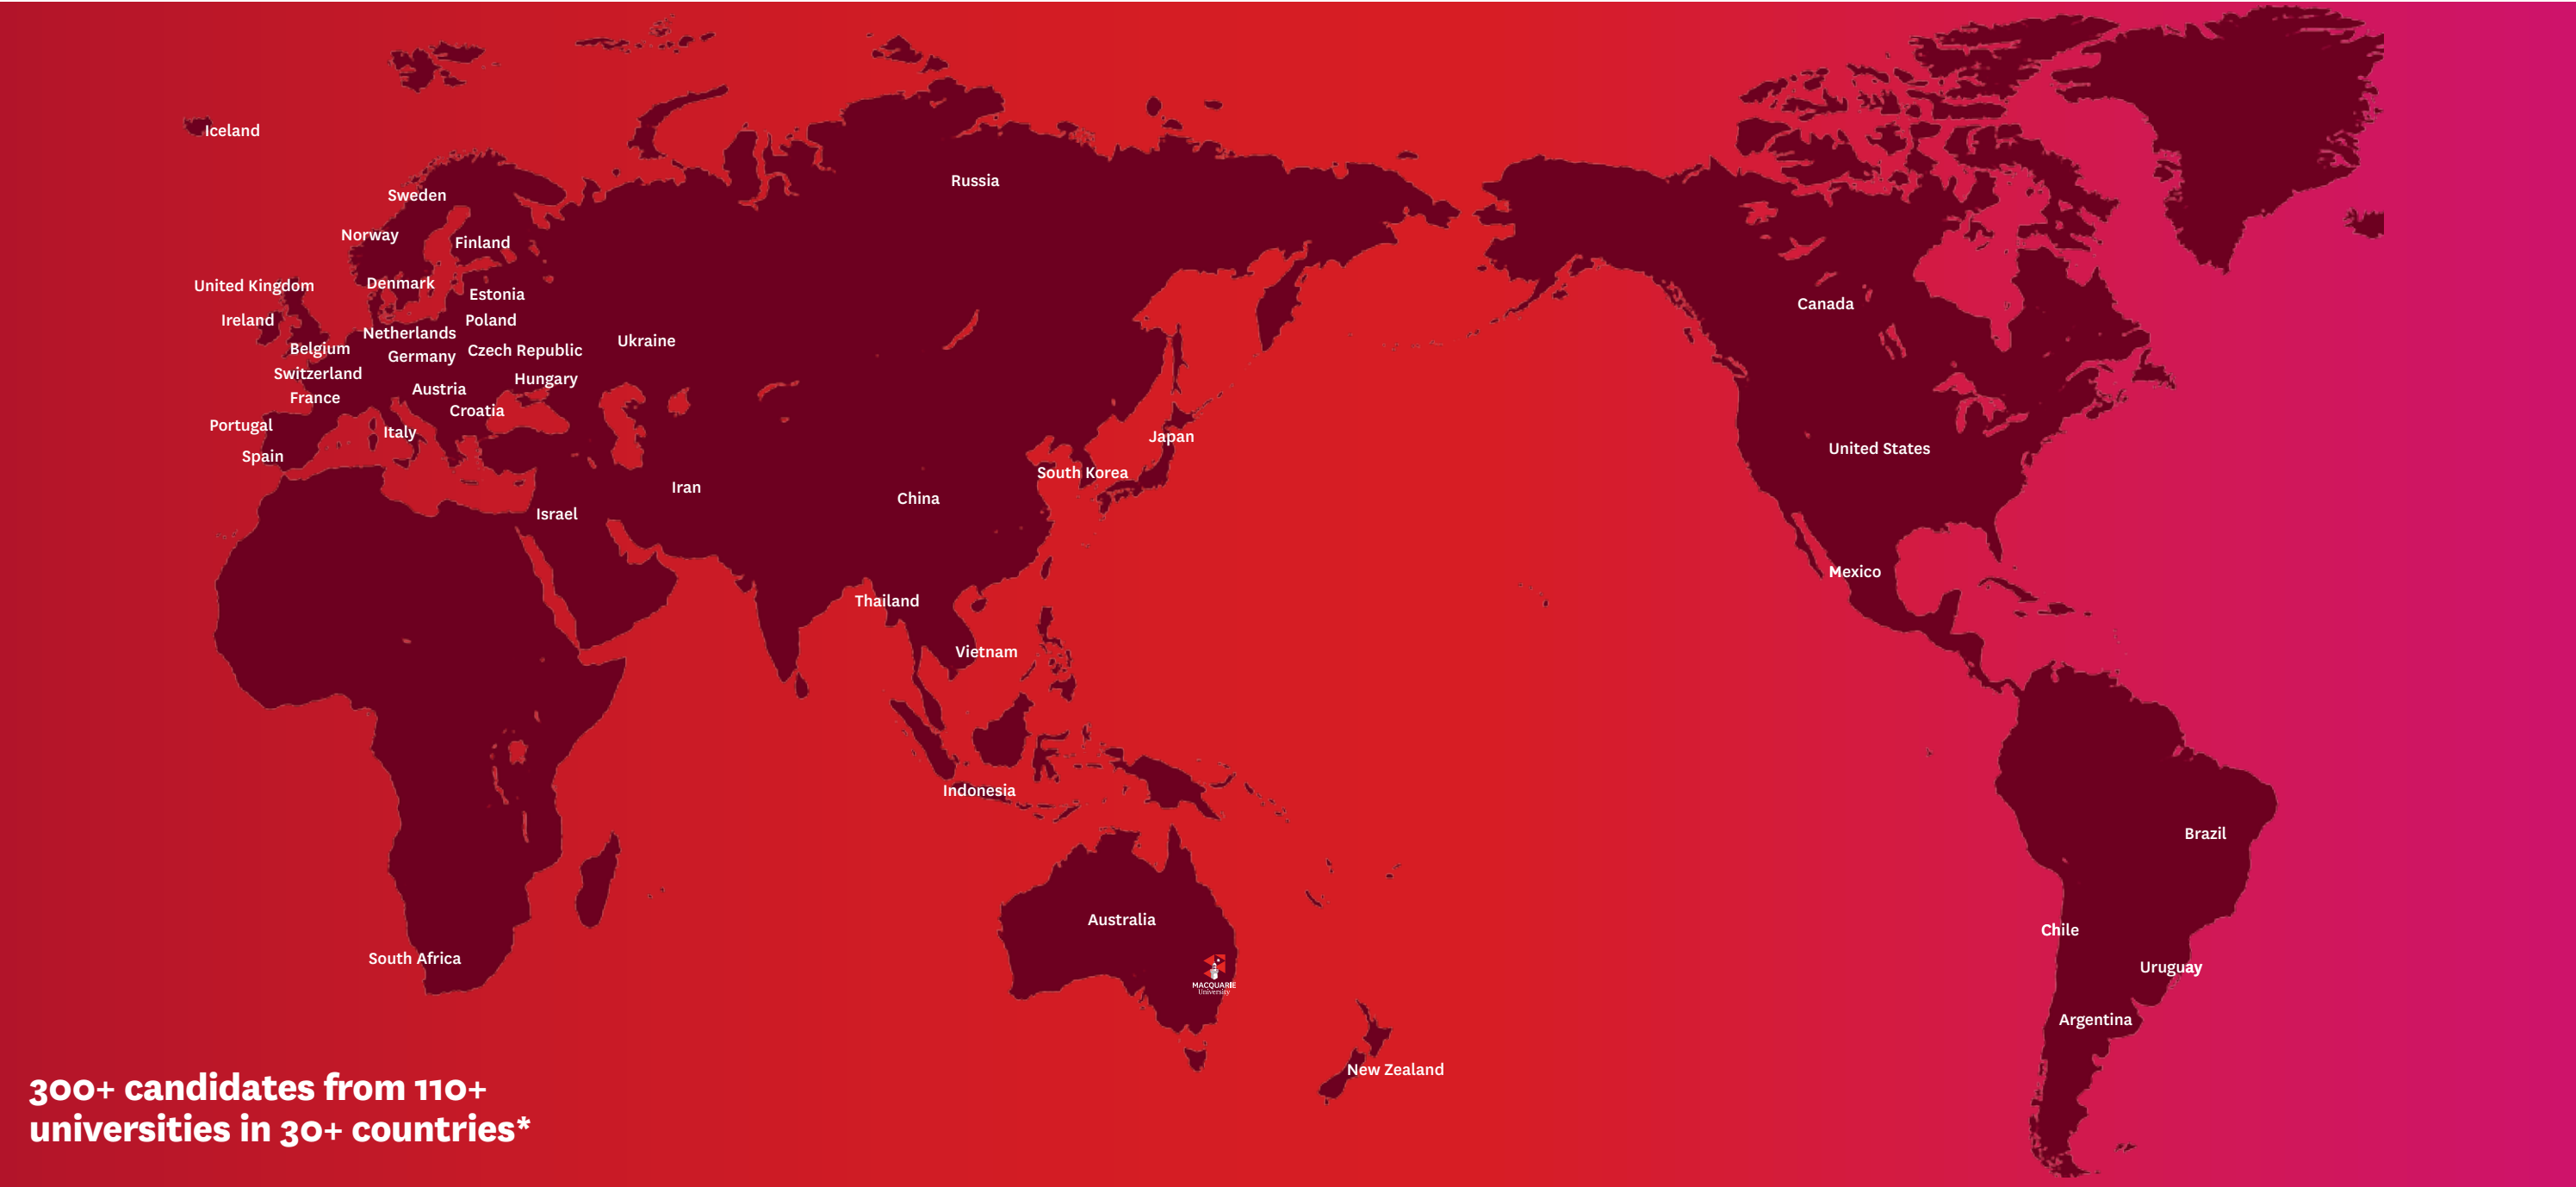 Iceland
Sweden
Russia
Norway
Finland
United Kingdom
Denmark
Estonia
Canada
Ireland
Poland
Netherlands
Ukraine
Belgium
Germany
Czech Republic
Switzerland
Hungary
Austria
France
Croatia
Portugal
Italy
Japan
Spain
United States
South Korea
Iran
China
Israel
Mexico
Thailand
Vietnam
Indonesia
Brazil
Australia
Chile
South Africa
Uruguay
MACQUARIE
University
Argentina
New Zealand
300+ candidates from 110+
universities in 30+ countries*